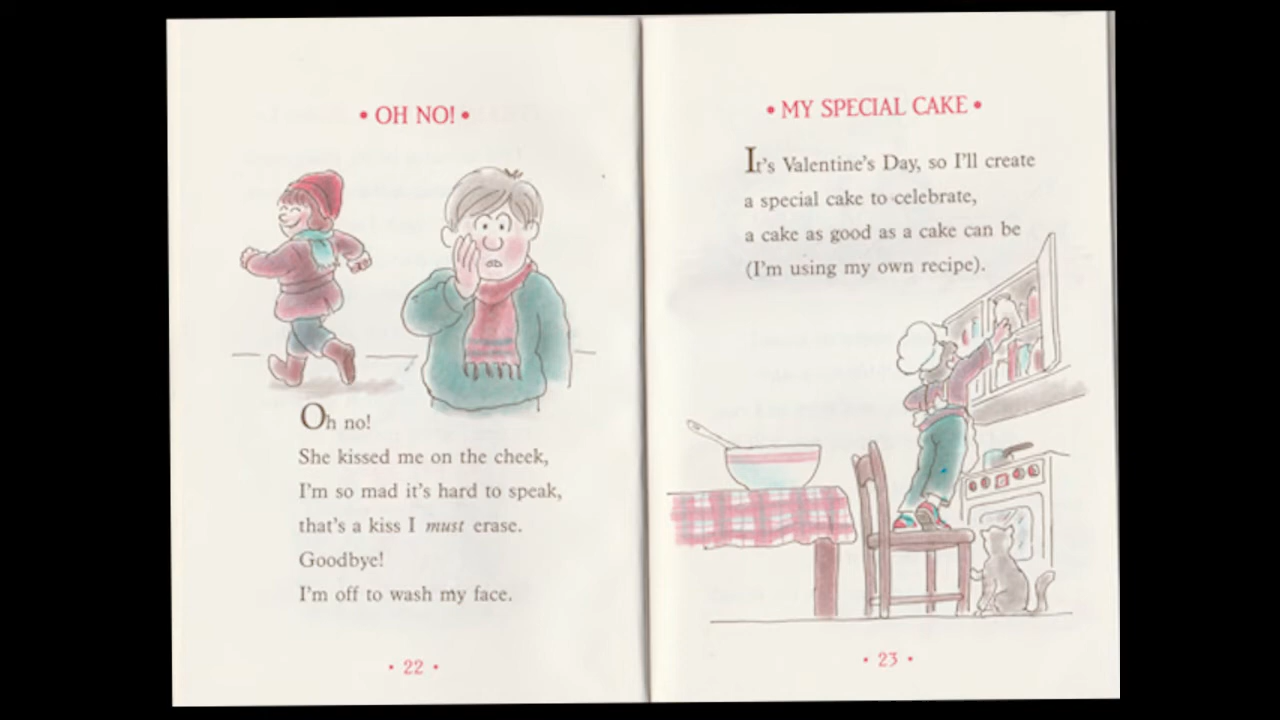 • OH NO! •
Oh no!
She kissed me on the cheek,
I'm so mad it's hard to speak,
that's a kiss I must erase.
Goodbye!
I'm off to wash my face.
• 22 •
• MY SPECIAL CAKE •
It's Valentine's Day, so I'll create
a special cake to celebrate,
a cake as good as a cake can be
(I'm using my own recipe).
• 23 •